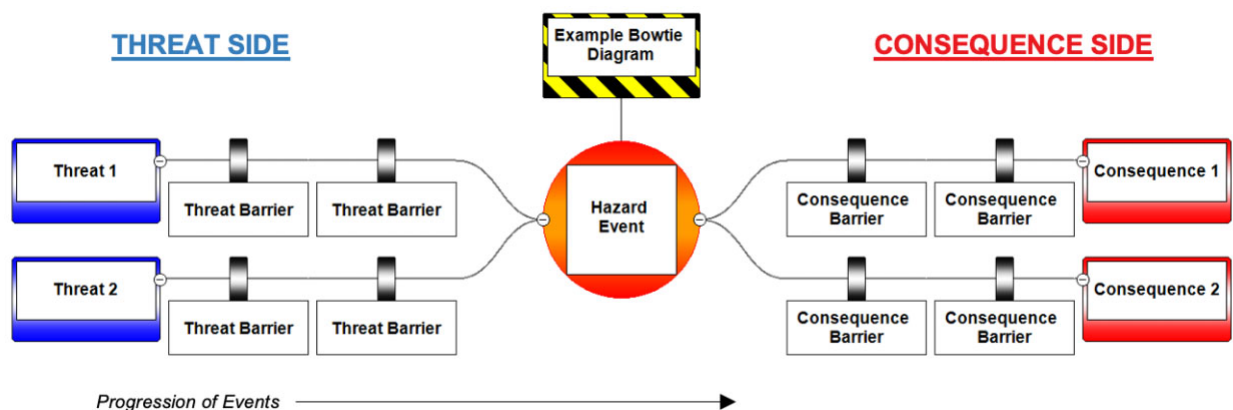 THREAT SIDE
Example Bowtie
Diagram
CONSEQUENCE SIDE
Threat 1
Threat Barrier
Threat Barrier
Hazard
Event
Consequence
Barrier
Consequence
Barrier
Consequence 1
Threat 2
Threat Barrier
Threat Barrier
Consequence
Barrier
Consequence
Barrier
Consequence 2
Progression of Events